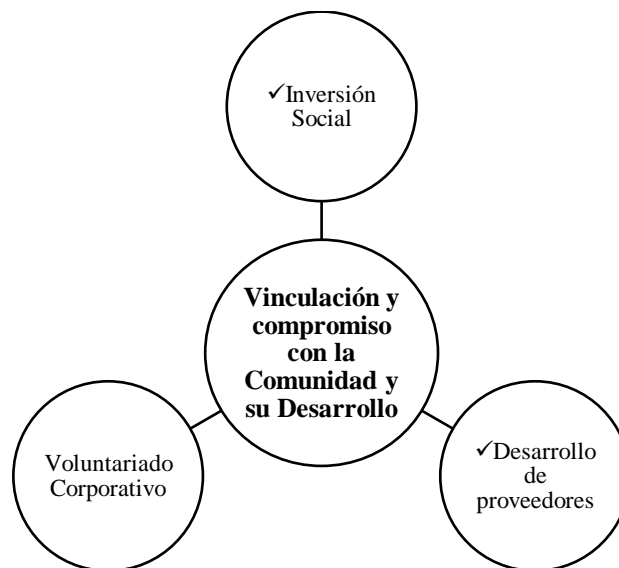 ✓Inversión
Social
Vinculación y
compromiso
con la
Comunidad y
su Desarrollo
Voluntariado
Corporativo
✓Desarrollo
de
proveedores